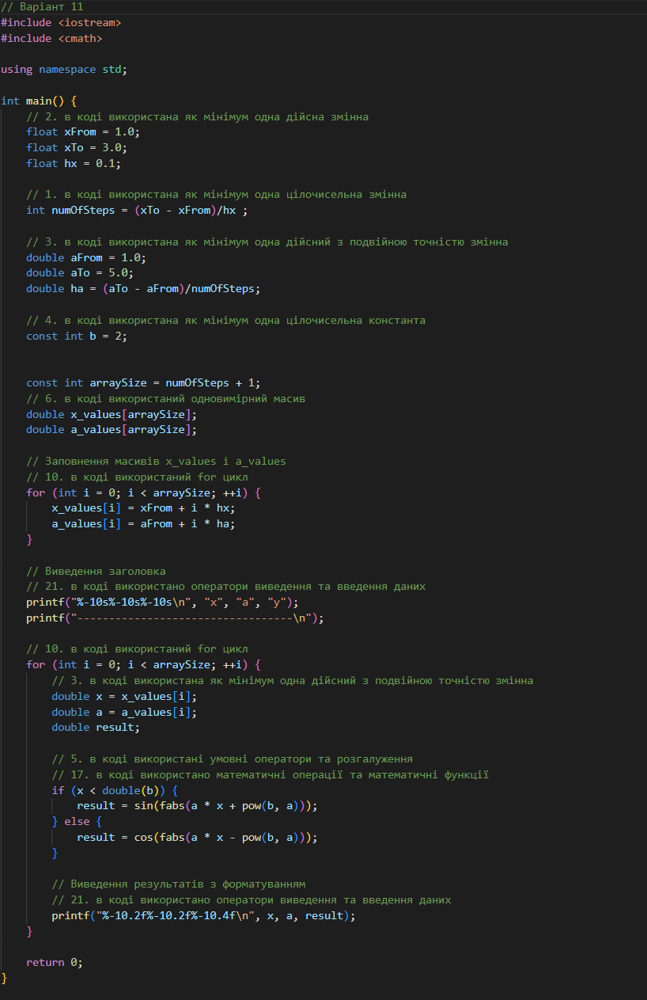 // Варіант 11
#include <iostream>
#include <cmath>
using namespace std;
int main() {
// 2. в коді використана як мінімум одна дійсна змінна
float xFrom = 1.0;
float xTo = 3.0;
float hx = 0.1;
// 1. в коді використана як мінімум одна цілочисельна змінна
int numOfSteps = (xTo - xFrom)/hx ;
// 3. в коді використана як мінімум одна дійсний з подвійною точністю змінна
double aFrom = 1.0;
double aTo = 5.0;
double ha = (aTo - aFrom)/numOfSteps;
// 4. в коді використана як мінімум одна цілочисельна константа
const int b = 2;
const int arraySize = numOfSteps + 1;
// 6. в коді використаний одновимірний масив
double x_values[arraySize];
double a_values[arraySize];
// Заповнення масивів x_values і a_values
// 10. в коді використаний for цикл
for (int i = 0; i < arraySize; ++i) {
x_values[i] = xFrom + i * hx;
a_values[i] = aFrom + i * ha;
}
// Виведення заголовка
// 21. в коді використано оператори виведення та введення даних
printf("%-10s%-10s%-10s\n", "x", "a", "y");
printf("----------------------------------\n");
// 10. в коді використаний for цикл
for (int i = 0; i < arraySize; ++i) {
// 3. в коді використана як мінімум одна дійсний з подвійною точністю змінна
double x = x_values[i];
double a = a_values[i];
double result;
// 5. в коді використані умовні оператори та розгалуження
// 17. в коді використано математичні операції та математичні функції
if (x < double(b)) {
result = sin(fabs(a * x + pow(b, a)));
} else {
result = cos(fabs(a * x - pow(b, a)));
}
// Виведення результатів з форматуванням
// 21. в коді використано оператори виведення та введення даних
printf("%-10.2f%-10.2f%-10.4f\n", x, a, result);
}
return 0;
}